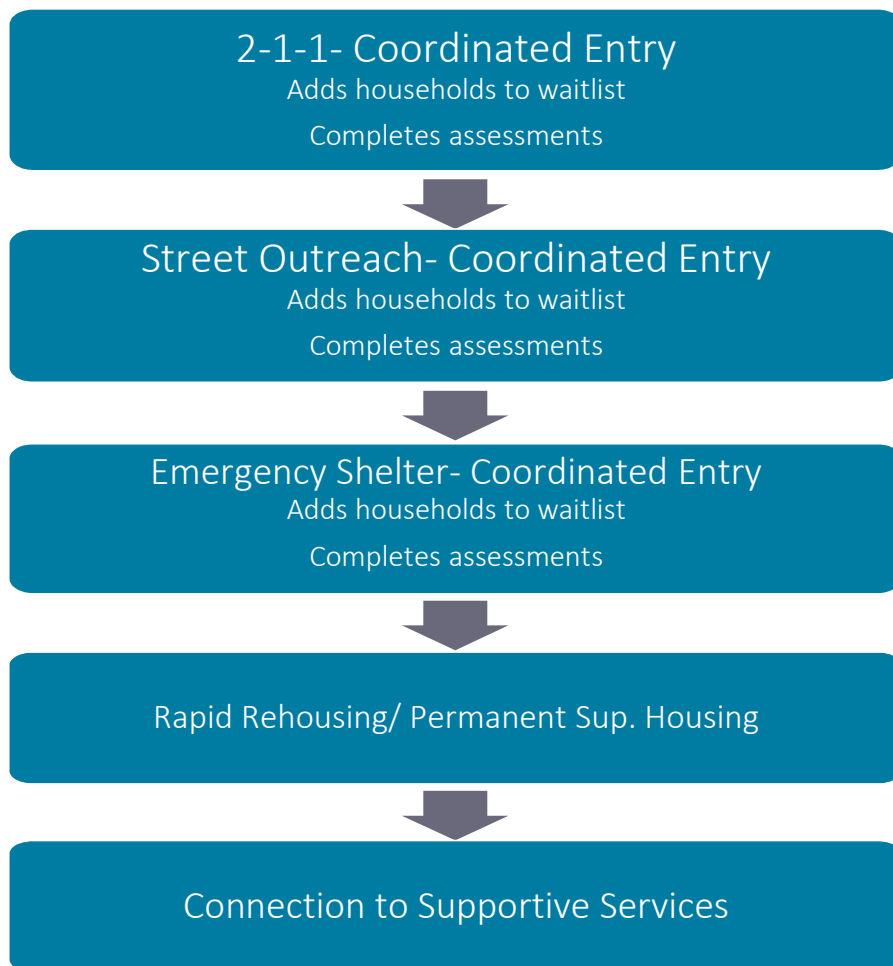 2-1-1- Coordinated Entry
Adds households to waitlist
Completes assessments
Street Outreach- Coordinated Entry
Adds households to waitlist
Completes assessments
Emergency Shelter- Coordinated Entry
Adds households to waitlist
Completes assessments
Rapid Rehousing/ Permanent Sup. Housing
Connection to Supportive Services